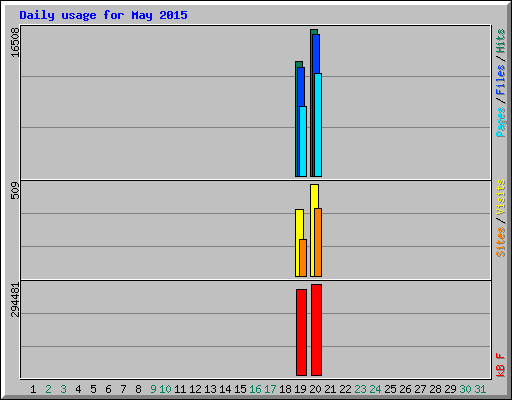 Daily usage for May 2015
16508
509
294481
Pages/Files/Hits
Sites/Visits
kB F
1 2 3 4 5 6 7 8 9 10 11 12 13 14 15 16 17 18 19 20 21 22 23 24 25 26 27 28 29 30 31